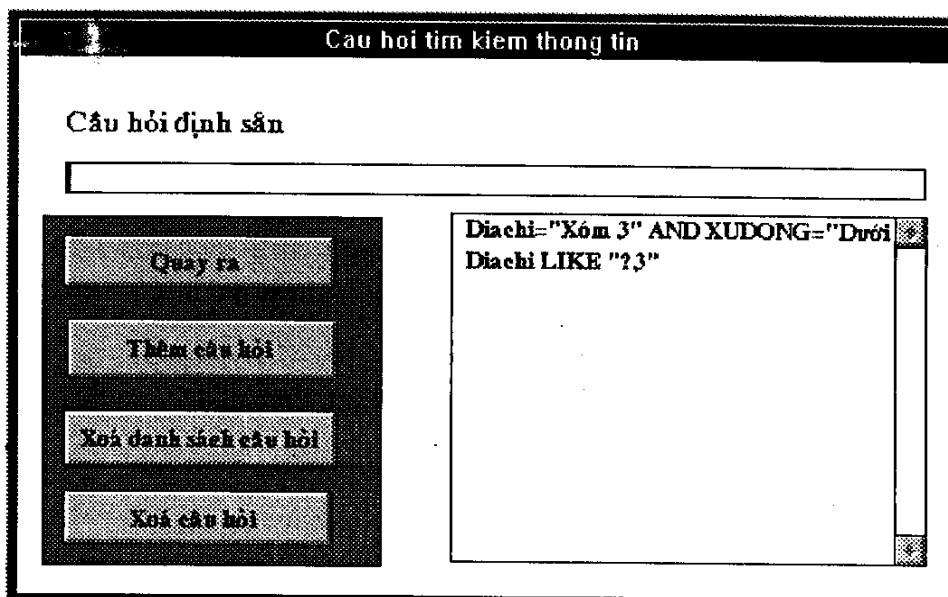 Cau hoi tim kiem thong tin
Câu hỏi định sẵn
Quay ra
Thêm câu hỏi
Xoá danh sách câu hỏi
Xoá câu hỏi
Diachi="Xóm 3" AND XUDONG="Dưới
Diachi LIKE "?,3"